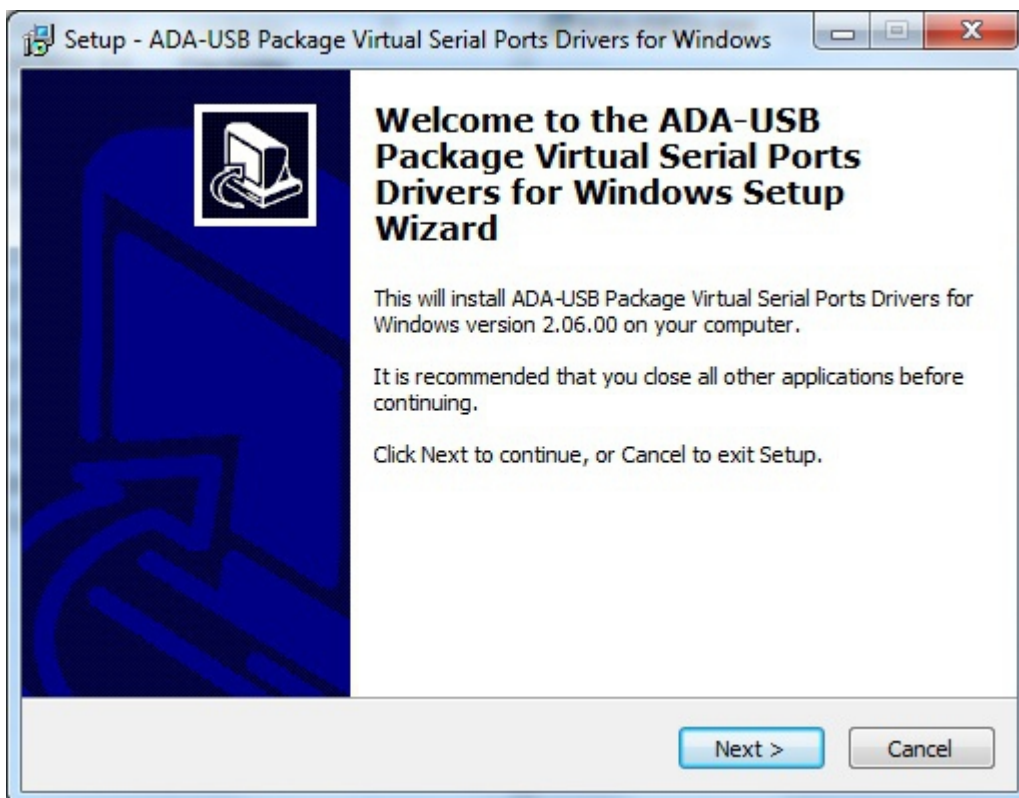 Setup - ADA-USB Package Virtual Serial Ports Drivers for Windows
Welcome to the ADA-USB
Package Virtual Serial Ports
Drivers for Windows Setup
Wizard
This will install ADA-USB Package Virtual Serial Ports Drivers for
Windows version 2.06.00 on your computer.
It is recommended that you close all other applications before
continuing.
Click Next to continue, or Cancel to exit Setup.
Next >
Cancel